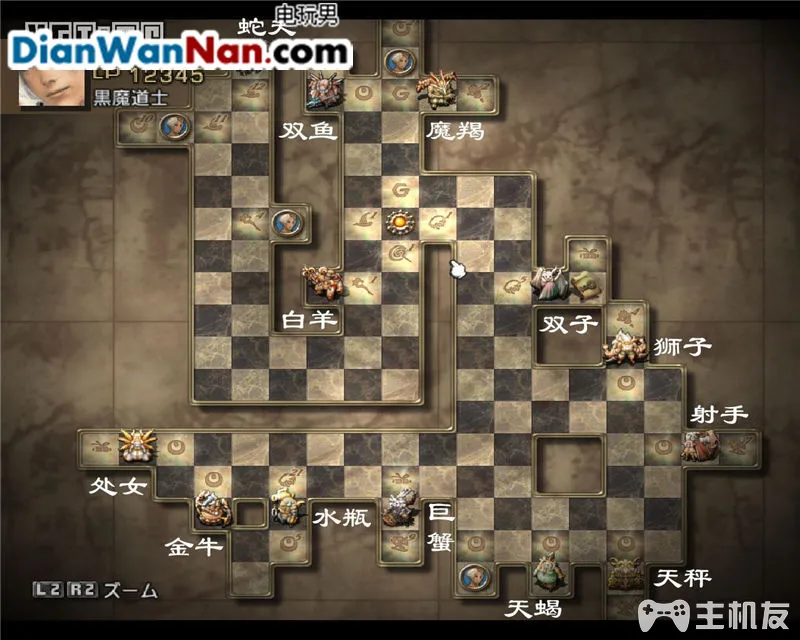 蛇夫
电玩男
DianWanNan.com
LP 12345
黒魔道士
双鱼
魔羯
白羊
双子
狮子
射手
处女
水瓶
巨蟹
金牛
天蝎
天秤
L2 R2 ズーム
主机友